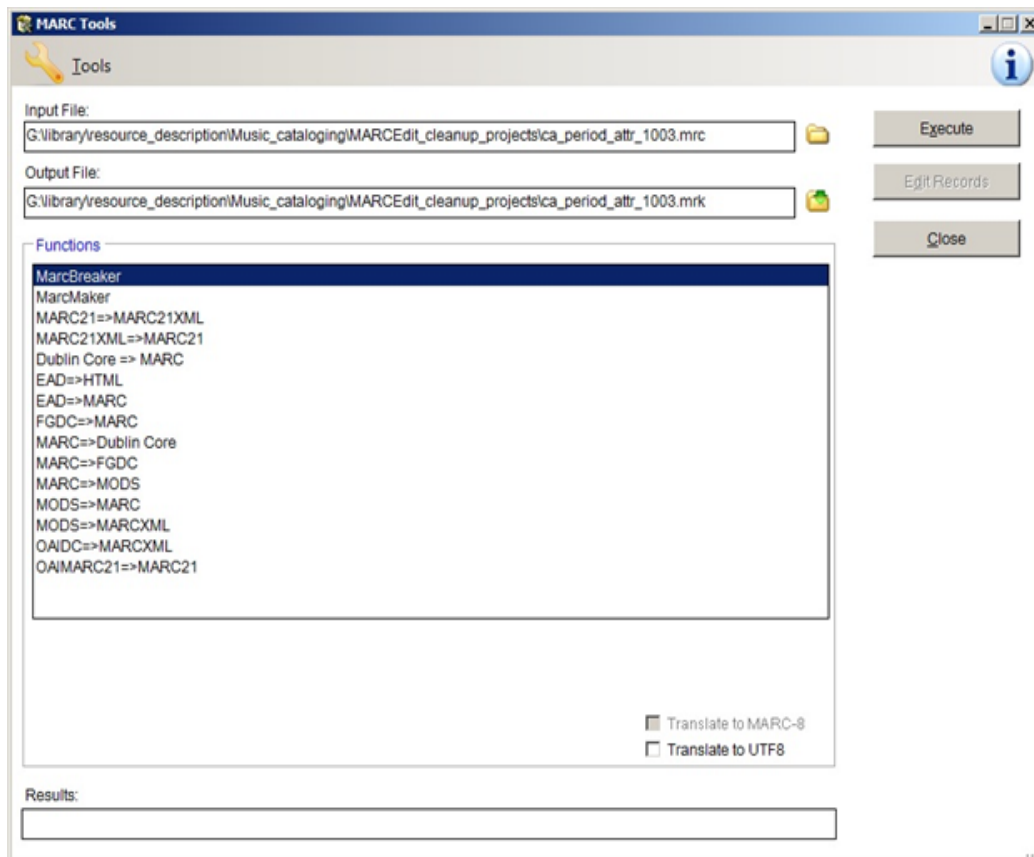 MARC Tools
Tools
Input File:
G:\library\resource_description\Music_cataloging\MARCEdit_cleanup_projects\ca_period_attr_1003.mrc
Execute
Output File:
G:\library\resource_description\Music_cataloging\MARCEdit_cleanup_projects\ca_period_attr_1003.mrk
Edit Records
Close
Functions
MarcBreaker
MarcMaker
MARC21=>MARC21XML
MARC21XML=>MARC21
Dublin Core => MARC
EAD=>HTML
EAD=>MARC
FGDC=>MARC
MARC=>Dublin Core
MARC=>FGDC
MARC=>MODS
MODS=>MARC
MODS=>MARCXML
OAIDC=>MARCXML
OAIMARC21=>MARC21
Translate to MARC-8
Translate to UTF8
Results: